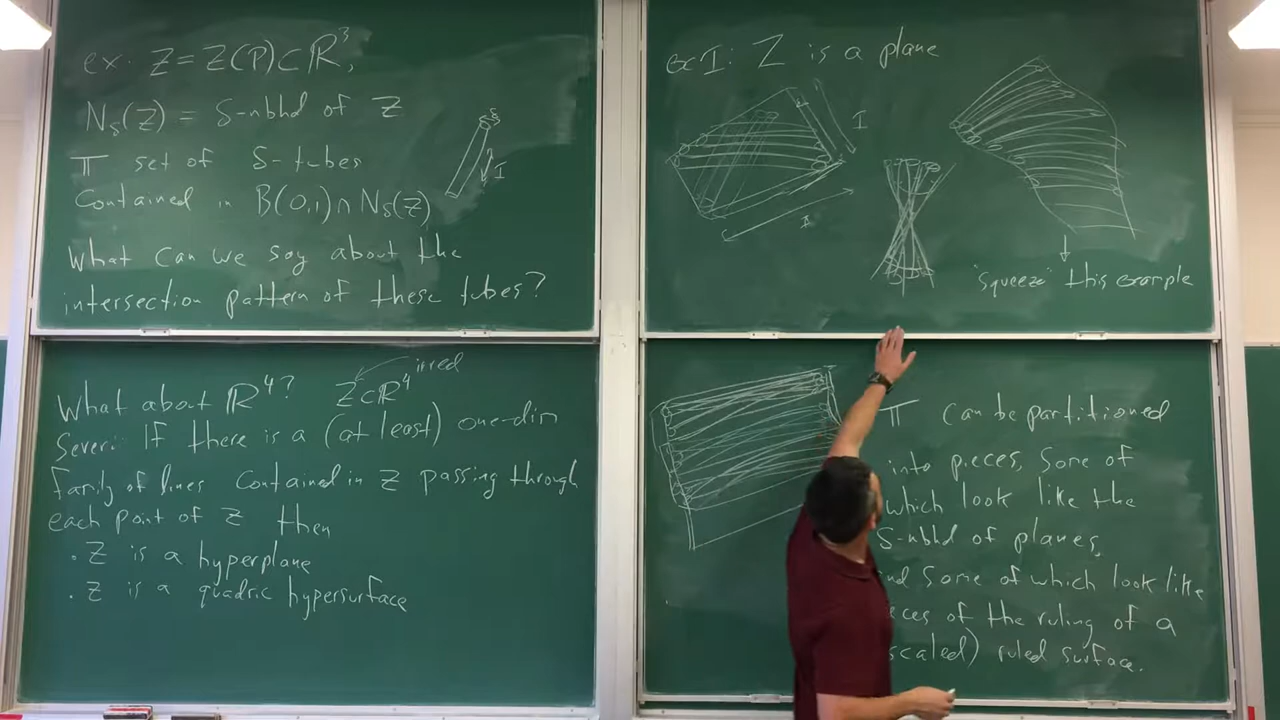 ex. Z = Z(P) ⊂ ℝ³,
N_δ(Z) = δ-nbhd of Z
𝕋 set of δ-tubes
Contained in B(0,1) ∩ N_δ(Z)
δ
1
What can we say about the
intersection pattern of these tubes?
What about ℝ⁴? Z ⊂ ℝ⁴ irred
Severi: If there is a (at least) one-dim
family of lines contained in Z passing through
each point of Z then
· Z is a hyperplane
· Z is a quadric hypersurface
ex 1: Z is a plane
1
1
"squeeze" this example
𝕋 can be partitioned
into pieces, Some of
which look like the
δ-nbhd of planes,
nd Some of which look like
eces of the ruling of a
scaled) ruled surface.